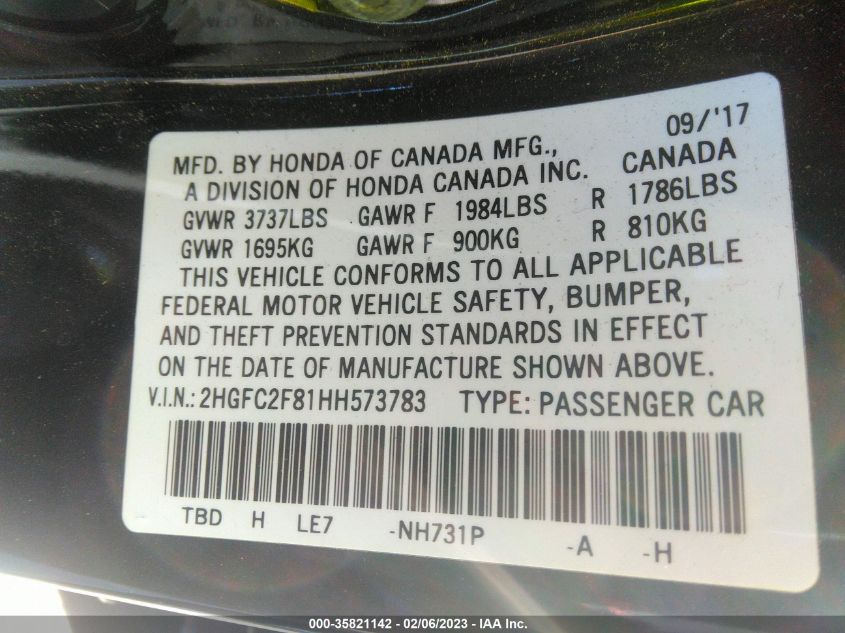 09/'17
MFD. BY HONDA OF CANADA MFG., CANADA
A DIVISION OF HONDA CANADA INC.
GVWR 3737LBS GAWR F 1984LBS R 1786LBS
GVWR 1695KG GAWR F 900KG R 810KG
THIS VEHICLE CONFORMS TO ALL APPLICABLE
FEDERAL MOTOR VEHICLE SAFETY, BUMPER,
AND THEFT PREVENTION STANDARDS IN EFFECT
ON THE DATE OF MANUFACTURE SHOWN ABOVE.
V.I.N.: 2HGFC2F81HH573783 TYPE: PASSENGER CAR
TBD H LE7 -NH731P -A -H
000-35821142 - 02/06/2023 - IAA Inc.